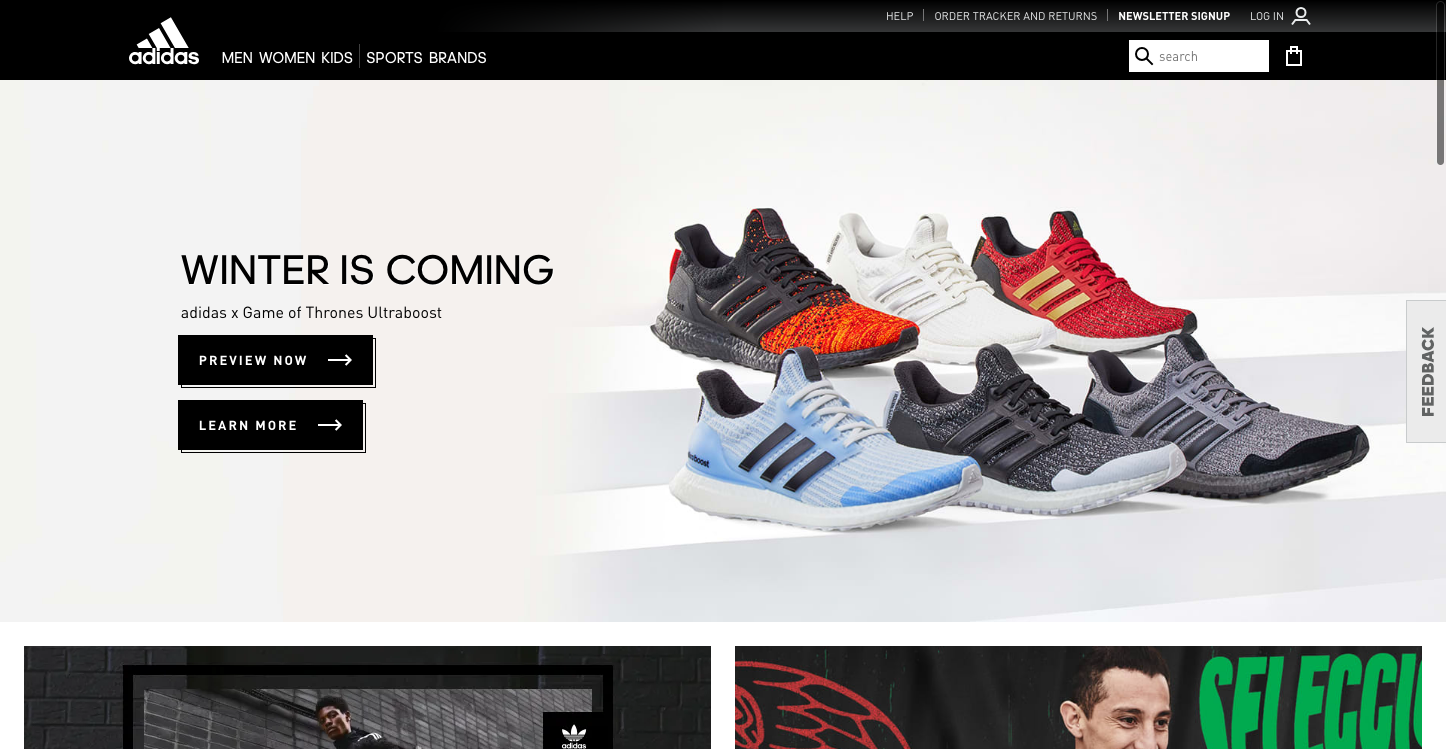 HELP
ORDER TRACKER AND RETURNS
NEWSLETTER SIGNUP
LOG IN
adidas
MEN WOMEN KIDS SPORTS BRANDS
search
WINTER IS COMING
adidas x Game of Thrones Ultraboost
PREVIEW NOW
LEARN MORE
FEEDBACK
adidas
SELECCIO